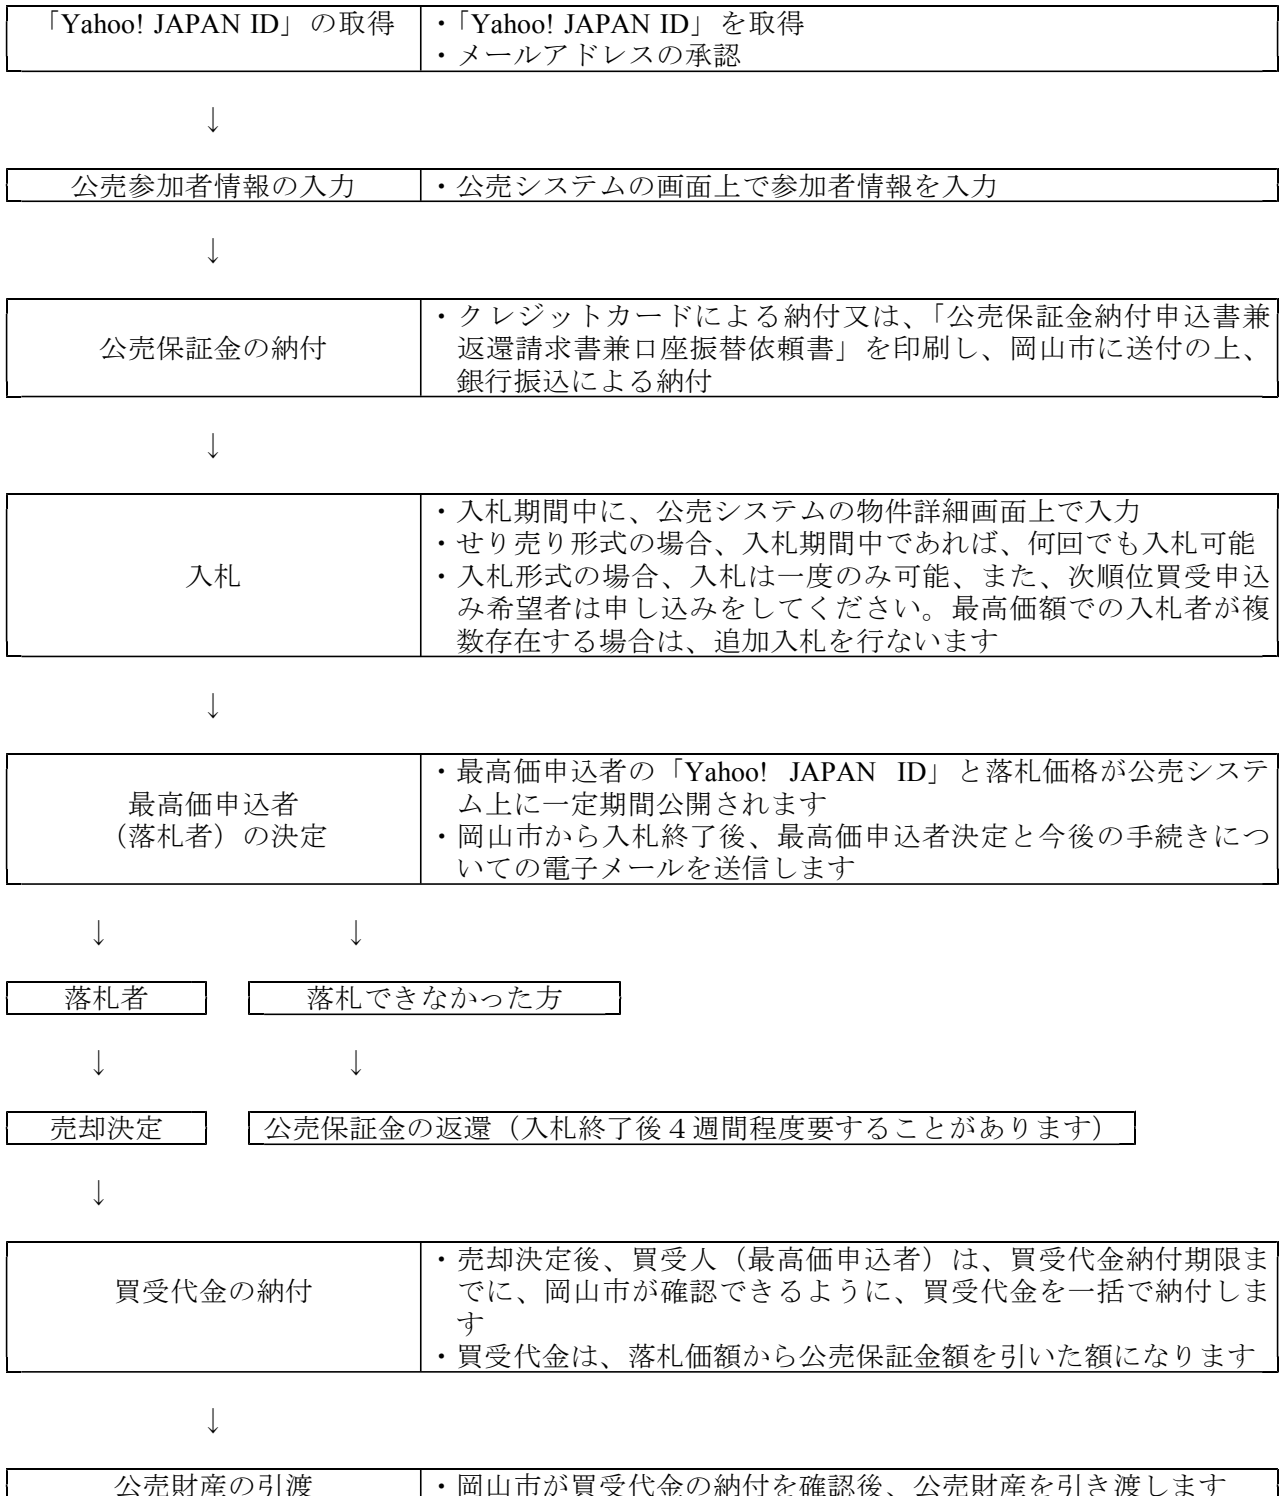 「Yahoo! JAPAN ID」の取得
・「Yahoo! JAPAN ID」を取得
・メールアドレスの承認
↓
公売参加者情報の入力
・公売システムの画面上で参加者情報を入力
↓
公売保証金の納付
・クレジットカードによる納付又は、「公売保証金納付申込書兼
返還請求書兼口座振替依頼書」を印刷し、岡山市に送付の上、
銀行振込による納付
↓
入札
・入札期間中に、公売システムの物件詳細画面上で入力
・せり売り形式の場合、入札期間中であれば、何回でも入札可能
・入札形式の場合、入札は一度のみ可能、また、次順位買受申込
み希望者は申し込みをしてください。最高価額での入札者が複
数存在する場合は、追加入札を行ないます
↓
最高価申込者
（落札者）の決定
・最高価申込者の「Yahoo! JAPAN ID」と落札価格が公売システ
ム上に一定期間公開されます
・岡山市から入札終了後、最高価申込者決定と今後の手続きにつ
いての電子メールを送信します
↓ ↓
落札者 落札できなかった方
↓ ↓
売却決定 公売保証金の返還（入札終了後４週間程度要することがあります）
↓
買受代金の納付
・売却決定後、買受人（最高価申込者）は、買受代金納付期限ま
でに、岡山市が確認できるように、買受代金を一括で納付しま
す
・買受代金は、落札価額から公売保証金額を引いた額になります
↓
公売財産の引渡
・岡山市が買受代金の納付を確認後、公売財産を引き渡します